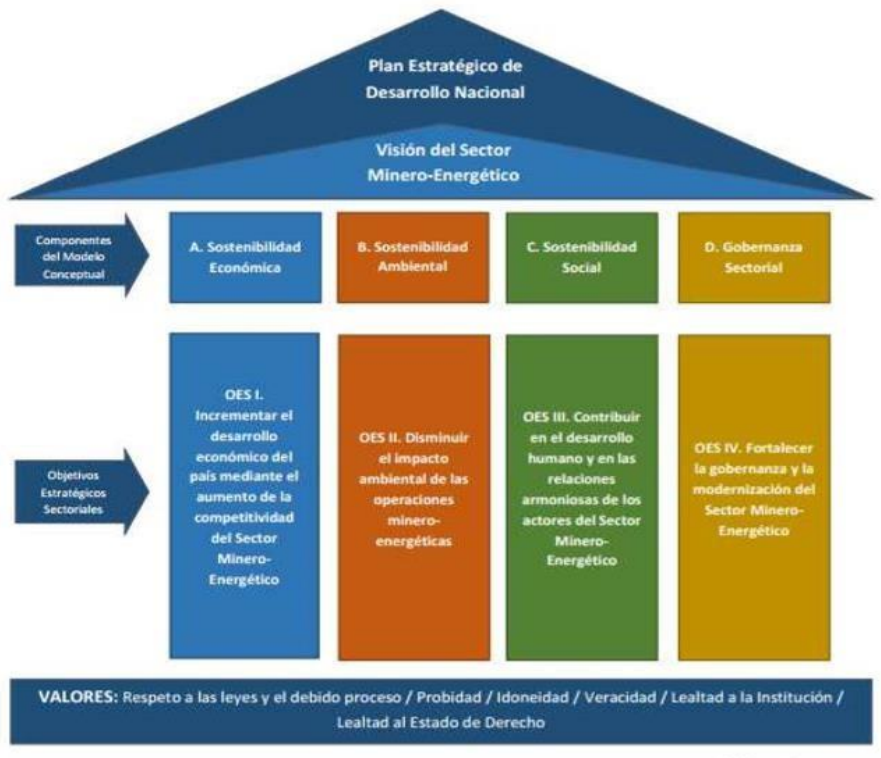 Plan Estratégico de
Desarrollo Nacional
Visión del Sector
Minero-Energético
Componentes
del Modelo
Conceptual
A. Sostenibilidad
Económica
B. Sostenibilidad
Ambiental
C. Sostenibilidad
Social
D. Gobernanza
Sectorial
Objetivos
Estratégicos
Sectoriales
OES I.
Incrementar el
desarrollo
económico del
país mediante el
aumento de la
competitividad
del Sector
Minero-
Energético
OES II. Disminuir
el impacto
ambiental de las
operaciones
minero-
energéticas
OES III. Contribuir
en el desarrollo
humano y en las
relaciones
armoniosas de los
actores del Sector
Minero-
Energético
OES IV. Fortalecer
la gobernanza y la
modernización del
Sector Minero-
Energético
VALORES: Respeto a las leyes y el debido proceso / Probidad / Idoneidad / Veracidad / Lealtad a la Institución /
Lealtad al Estado de Derecho